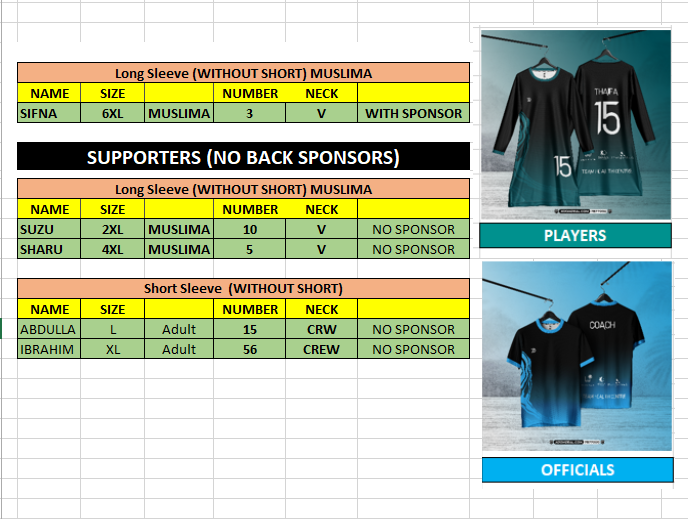 Long Sleeve (WITHOUT SHORT) MUSLIMA
NAME SIZE NUMBER NECK
SIFNA 6XL MUSLIMA 3 V WITH SPONSOR
SUPPORTERS (NO BACK SPONSORS)
Long Sleeve (WITHOUT SHORT) MUSLIMA
NAME SIZE NUMBER NECK
SUZU 2XL MUSLIMA 10 V NO SPONSOR
SHARU 4XL MUSLIMA 5 V NO SPONSOR
Short Sleeve (WITHOUT SHORT)
NAME SIZE NUMBER NECK
ABDULLA L Adult 15 CRW NO SPONSOR
IBRAHIM XL Adult 56 CREW NO SPONSOR
15
15
PLAYERS
COACH
OFFICIALS